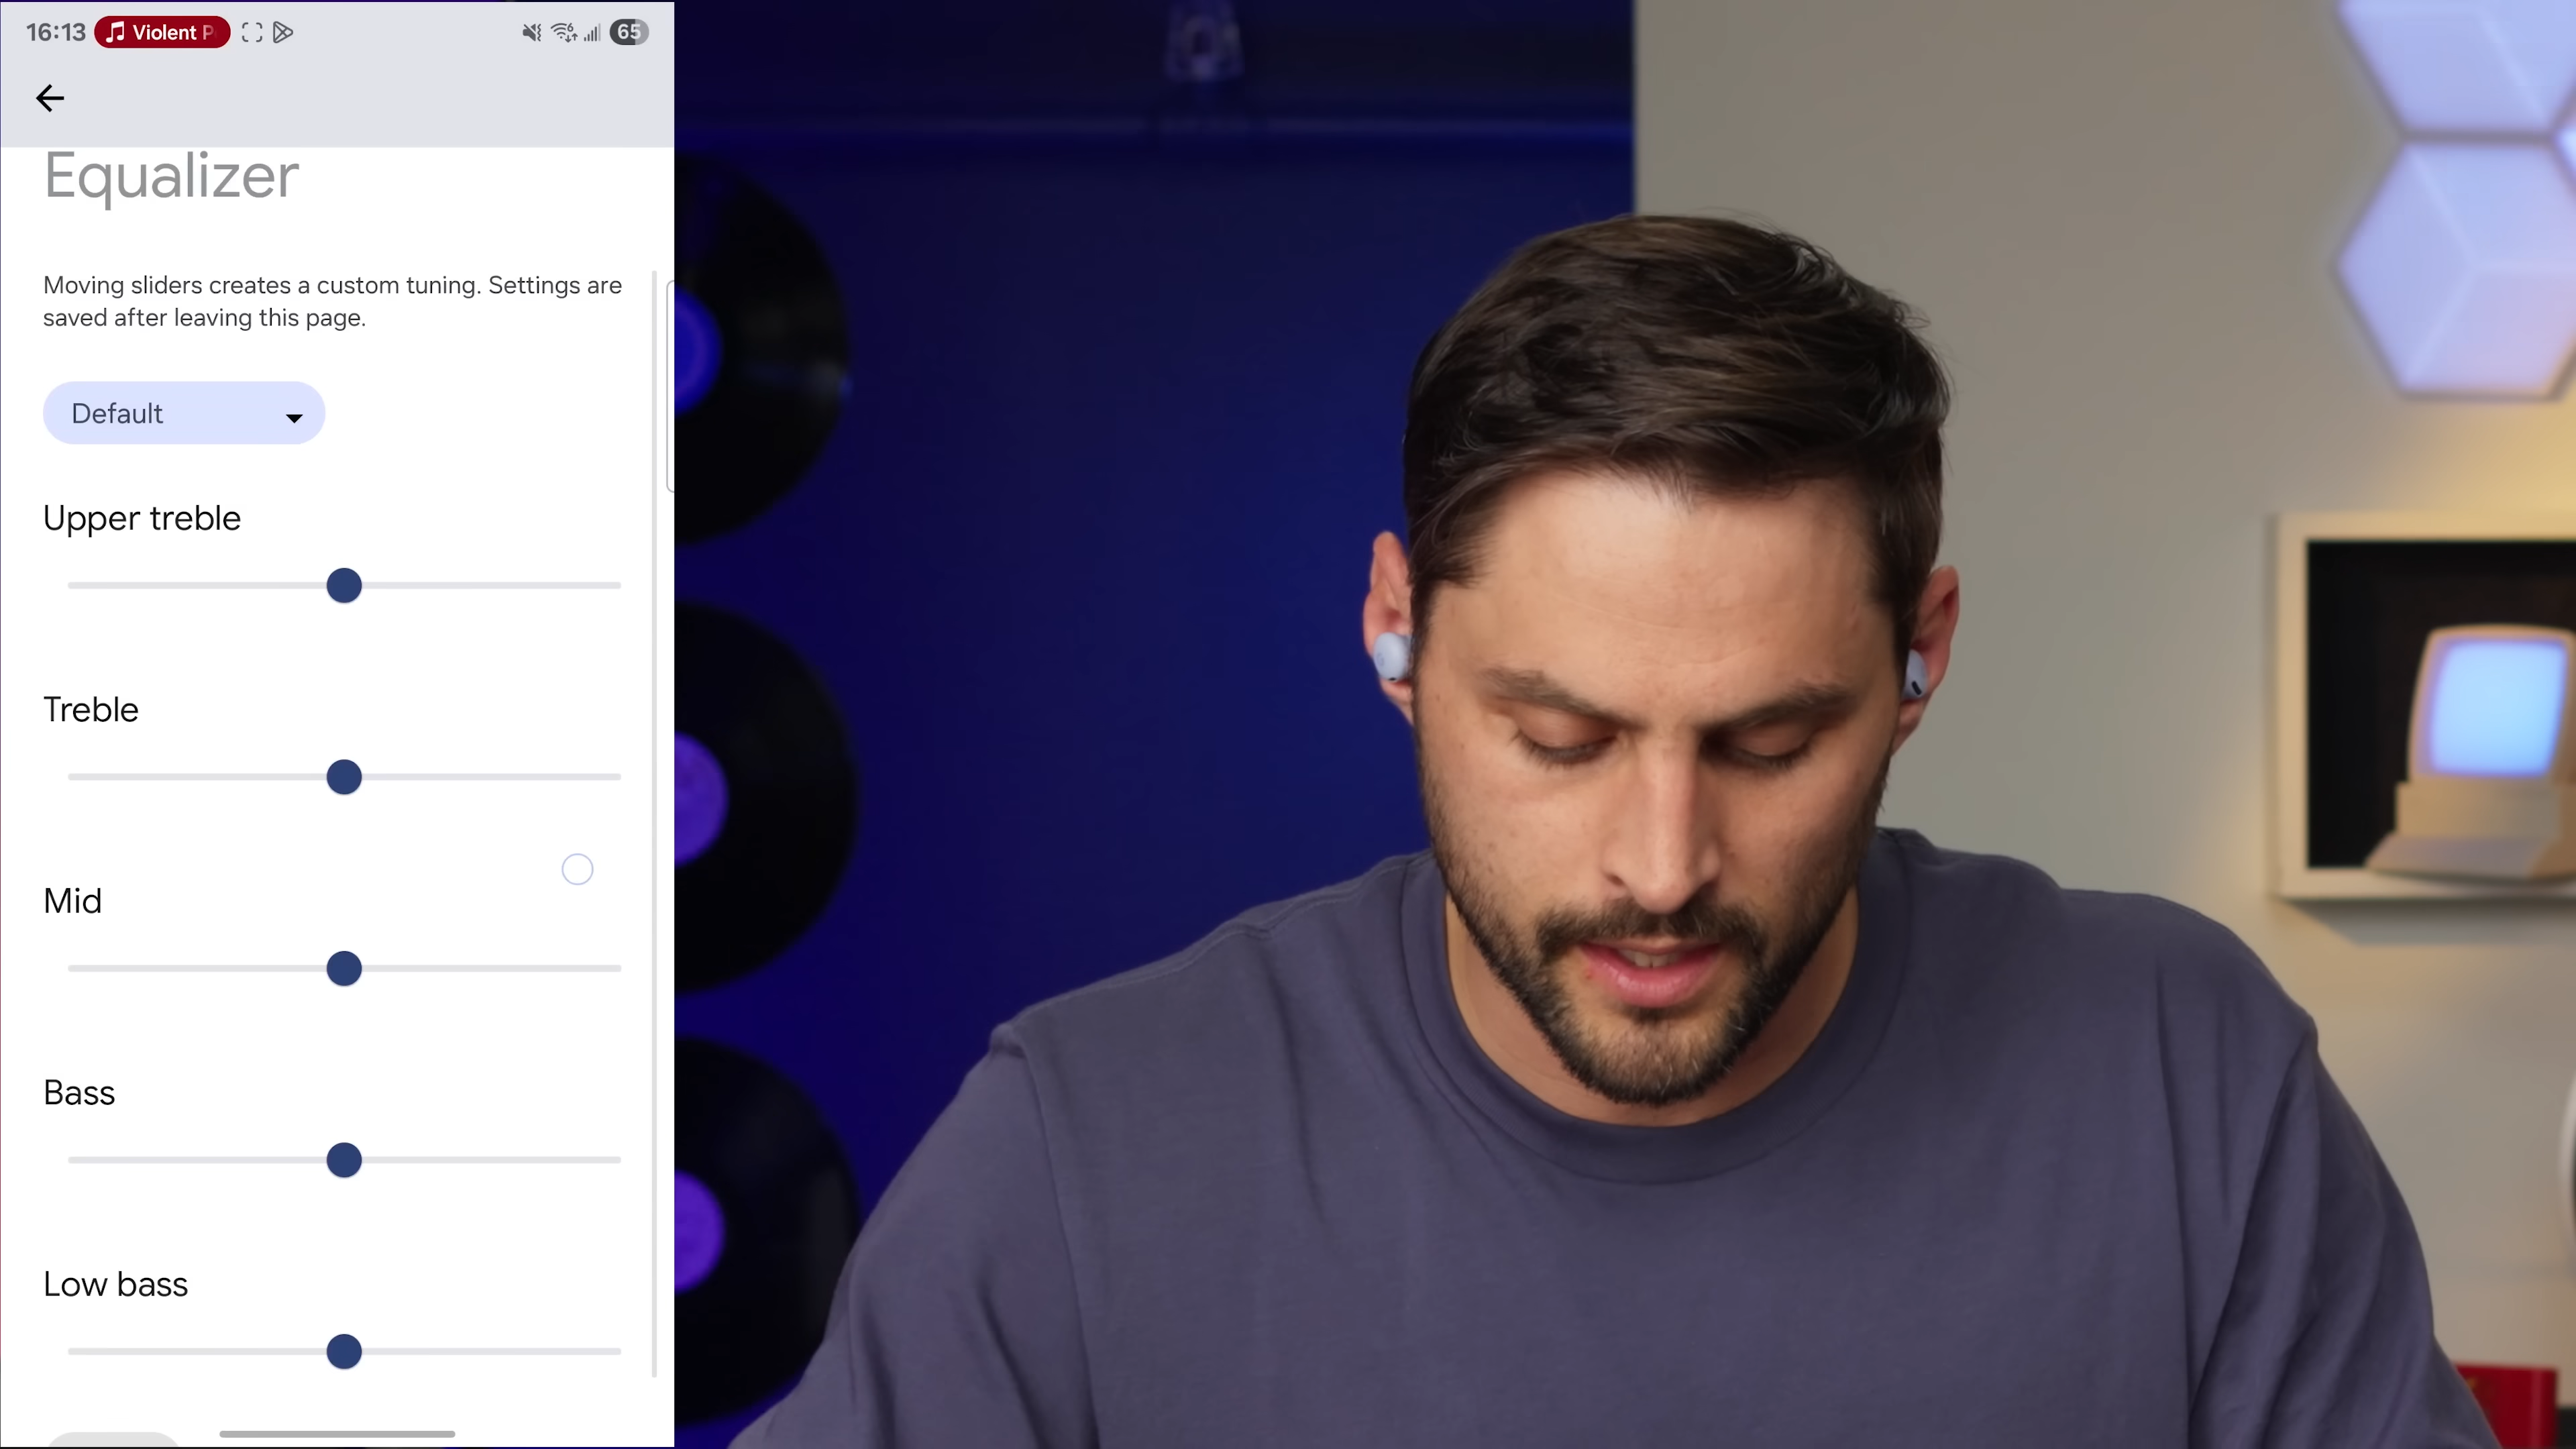 16:13 Violent P 65
Equalizer
Moving sliders creates a custom tuning. Settings are
saved after leaving this page.
Default
Upper treble
Treble
Mid
Bass
Low bass